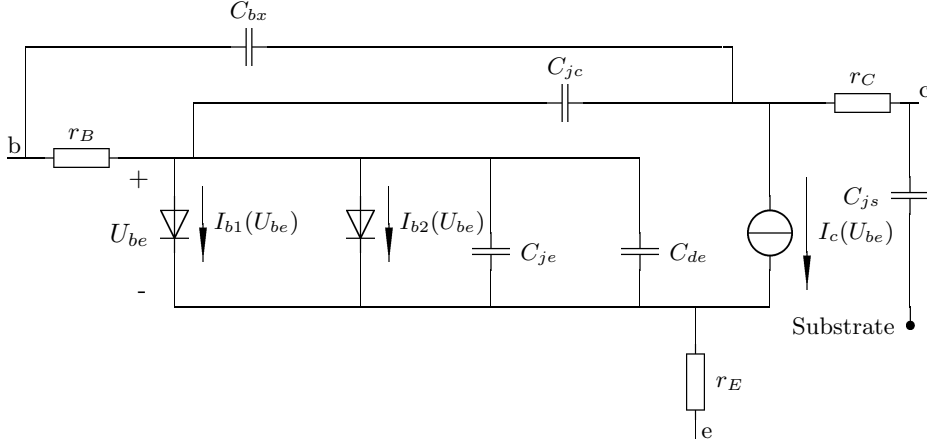 C_{bx}
C_{jc}
r_C
c
r_B
b
+
C_{js}
U_{be}
I_{b1}(U_{be})
I_{b2}(U_{be})
I_c(U_{be})
C_{je}
C_{de}
-
Substrate
r_E
e